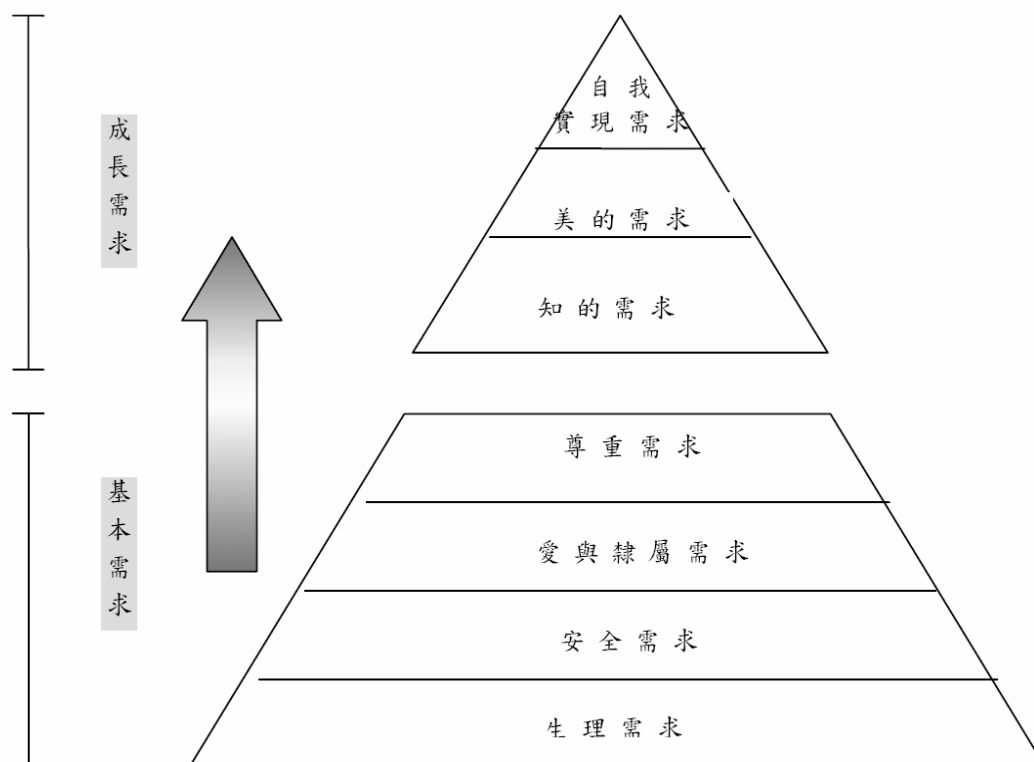 自我
實現需求
美的需求
知的需求
成長需求
尊重需求
愛與隸屬需求
安全需求
生理需求
基本需求